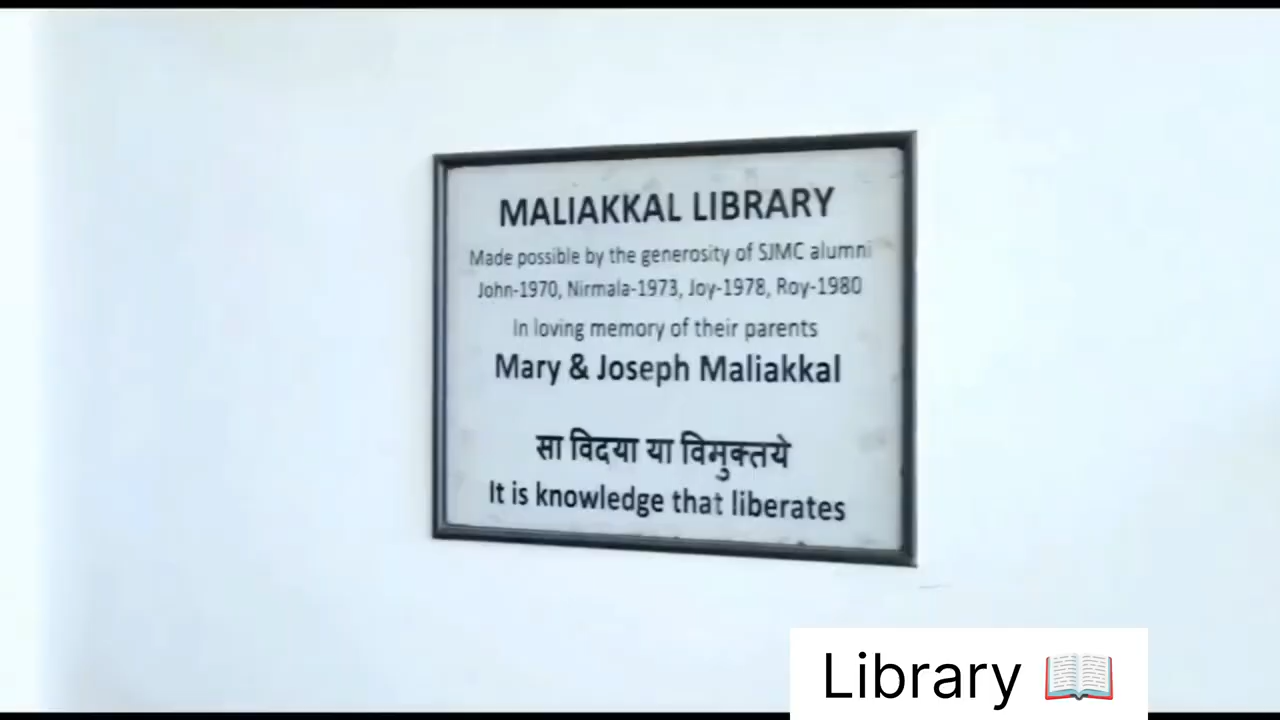 MALIAKKAL LIBRARY
Made possible by the generosity of SJMC alumni
John-1970, Nirmala-1973, Joy-1978, Roy-1980
In loving memory of their parents
Mary & Joseph Maliakkal
सा विदया या विमुक्तये
It is knowledge that liberates
Library 📖